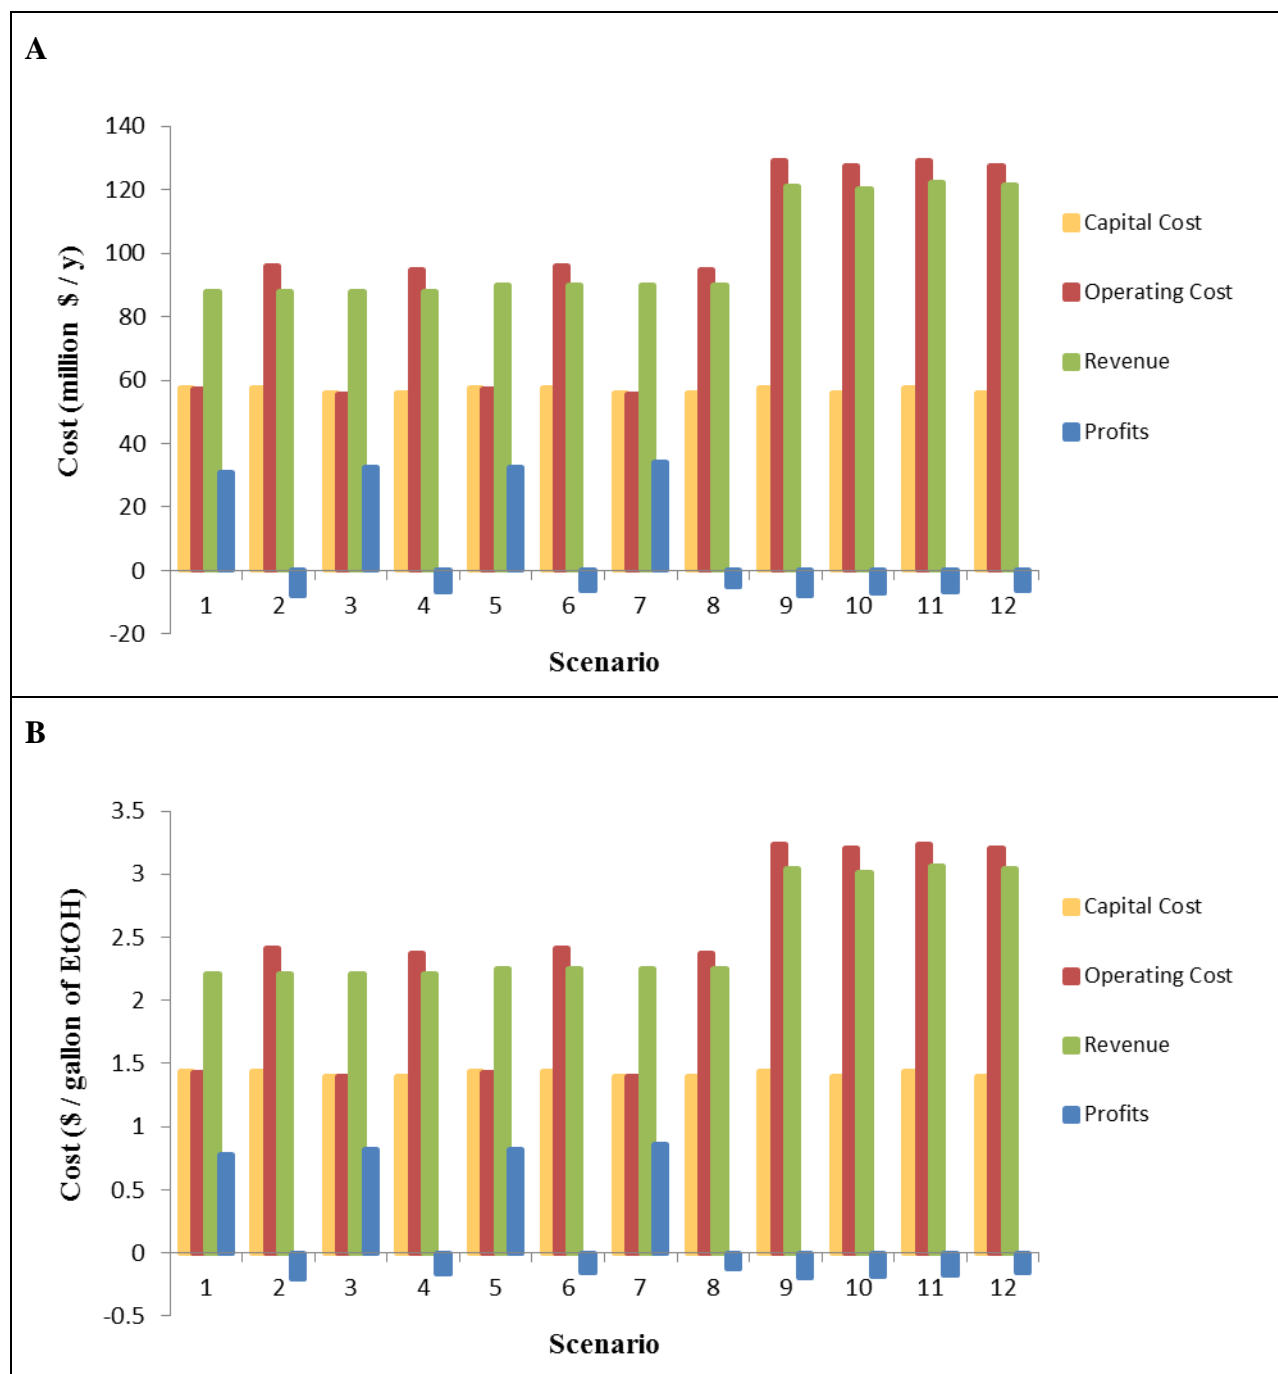 A
140
120
100
80
60
40
20
0
-20
Cost (million $ / y)
1 2 3 4 5 6 7 8 9 10 11 12
Scenario
Capital Cost
Operating Cost
Revenue
Profits
B
3.5
3
2.5
2
1.5
1
0.5
0
-0.5
Cost ($ / gallon of EtOH)
1 2 3 4 5 6 7 8 9 10 11 12
Scenario
Capital Cost
Operating Cost
Revenue
Profits